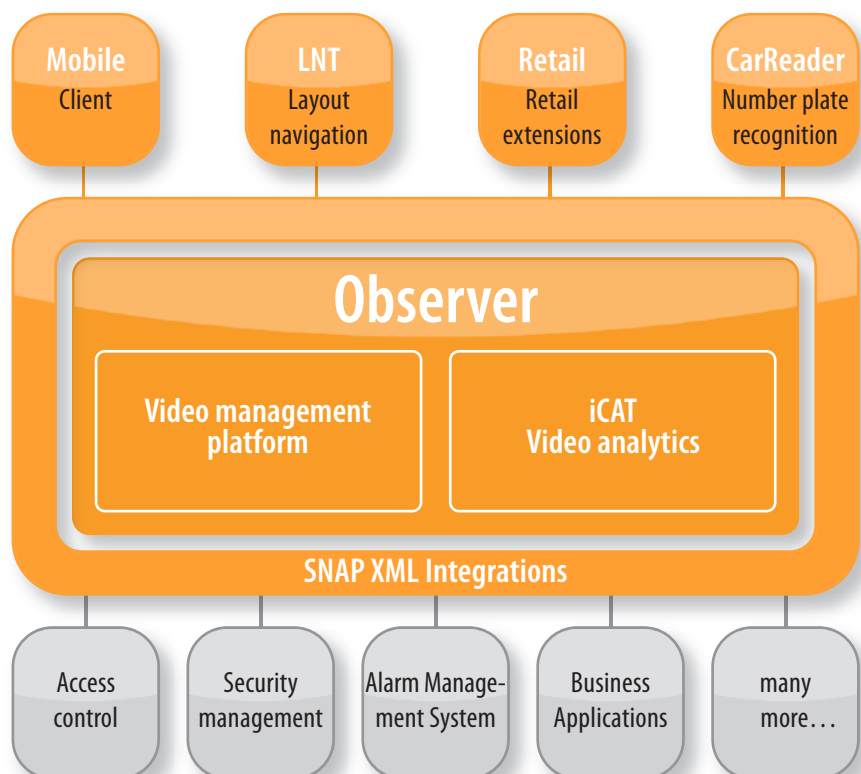 Mobile
Client
LNT
Layout
navigation
Retail
Retail
extensions
CarReader
Number plate
recognition
Observer
Video management
platform
iCAT
Video analytics
SNAP XML Integrations
Access
control
Security
management
Alarm Manage-
ment System
Business
Applications
many
more…